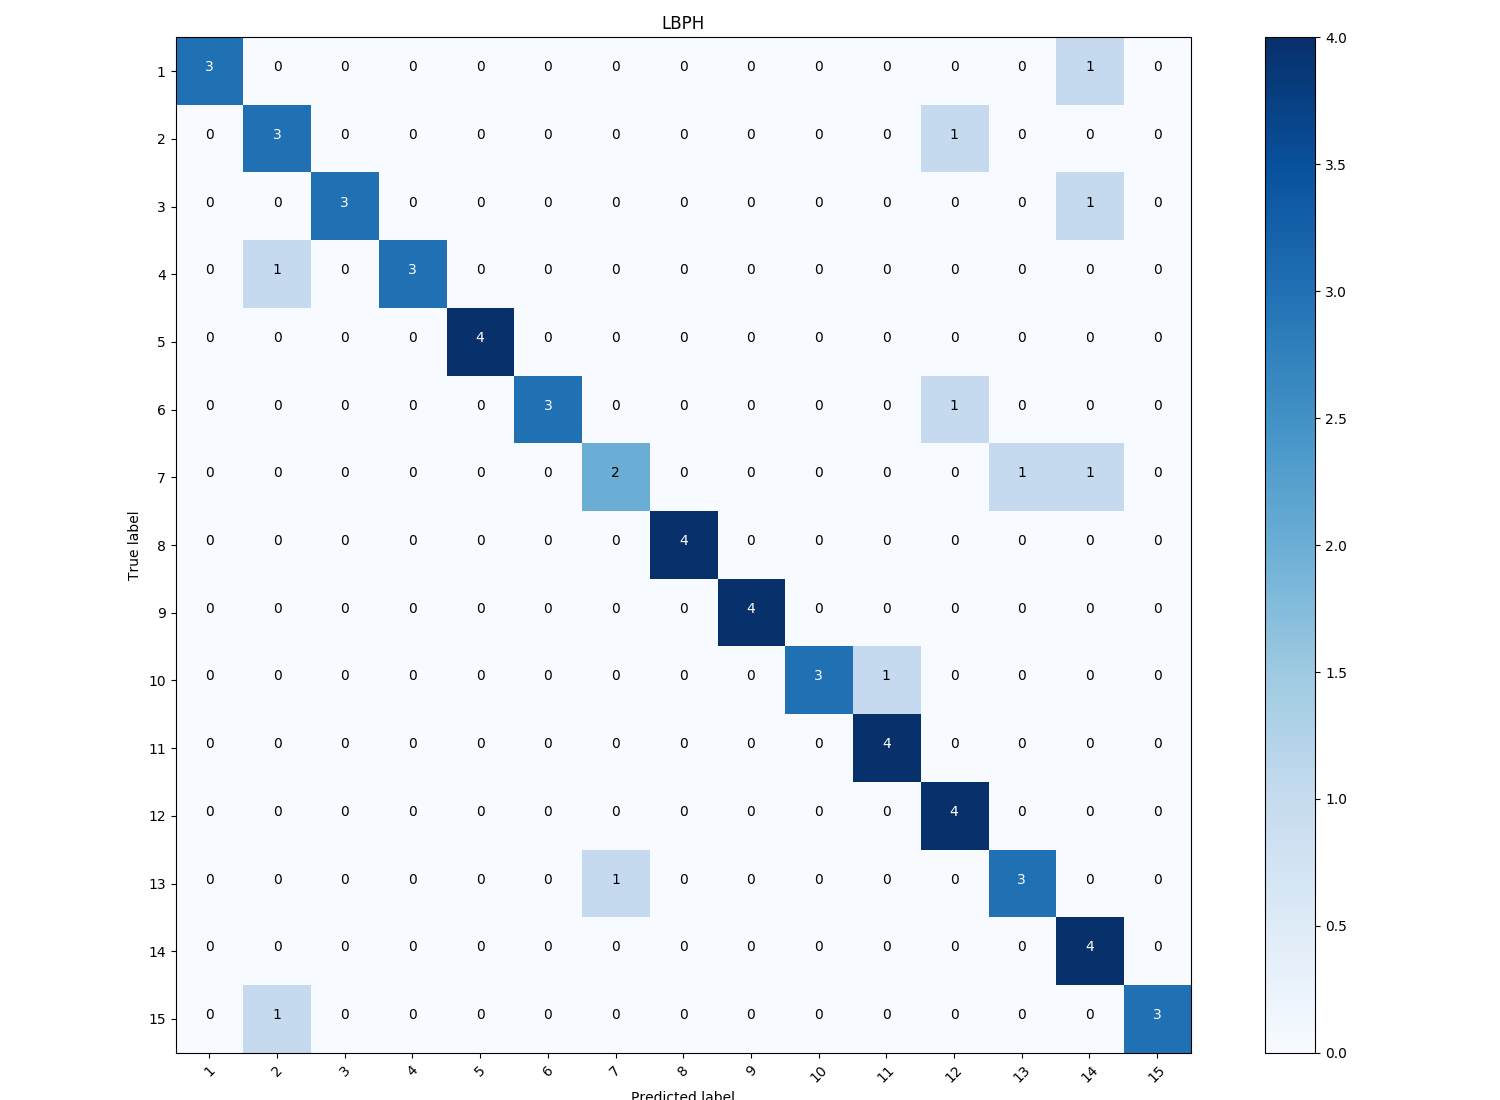 LBPH
4.0
1 3 0 0 0 0 0 0 0 0 0 0 0 0 1 0
2 0 3 0 0 0 0 0 0 0 0 0 1 0 0 0
3.5
3 0 0 3 0 0 0 0 0 0 0 0 0 0 1 0
4 0 1 0 3 0 0 0 0 0 0 0 0 0 0 0
3.0
5 0 0 0 0 4 0 0 0 0 0 0 0 0 0 0
6 0 0 0 0 0 3 0 0 0 0 0 1 0 0 0
2.5
7 0 0 0 0 0 0 2 0 0 0 0 0 1 1 0
True label
8 0 0 0 0 0 0 0 4 0 0 0 0 0 0 0
2.0
9 0 0 0 0 0 0 0 0 4 0 0 0 0 0 0
10 0 0 0 0 0 0 0 0 0 3 1 0 0 0 0
1.5
11 0 0 0 0 0 0 0 0 0 0 4 0 0 0 0
1.0
12 0 0 0 0 0 0 0 0 0 0 0 4 0 0 0
13 0 0 0 0 0 0 1 0 0 0 0 0 3 0 0
0.5
14 0 0 0 0 0 0 0 0 0 0 0 0 0 4 0
15 0 1 0 0 0 0 0 0 0 0 0 0 0 0 3
0.0
1 2 3 4 5 6 7 8 9 10 11 12 13 14 15
Predicted label